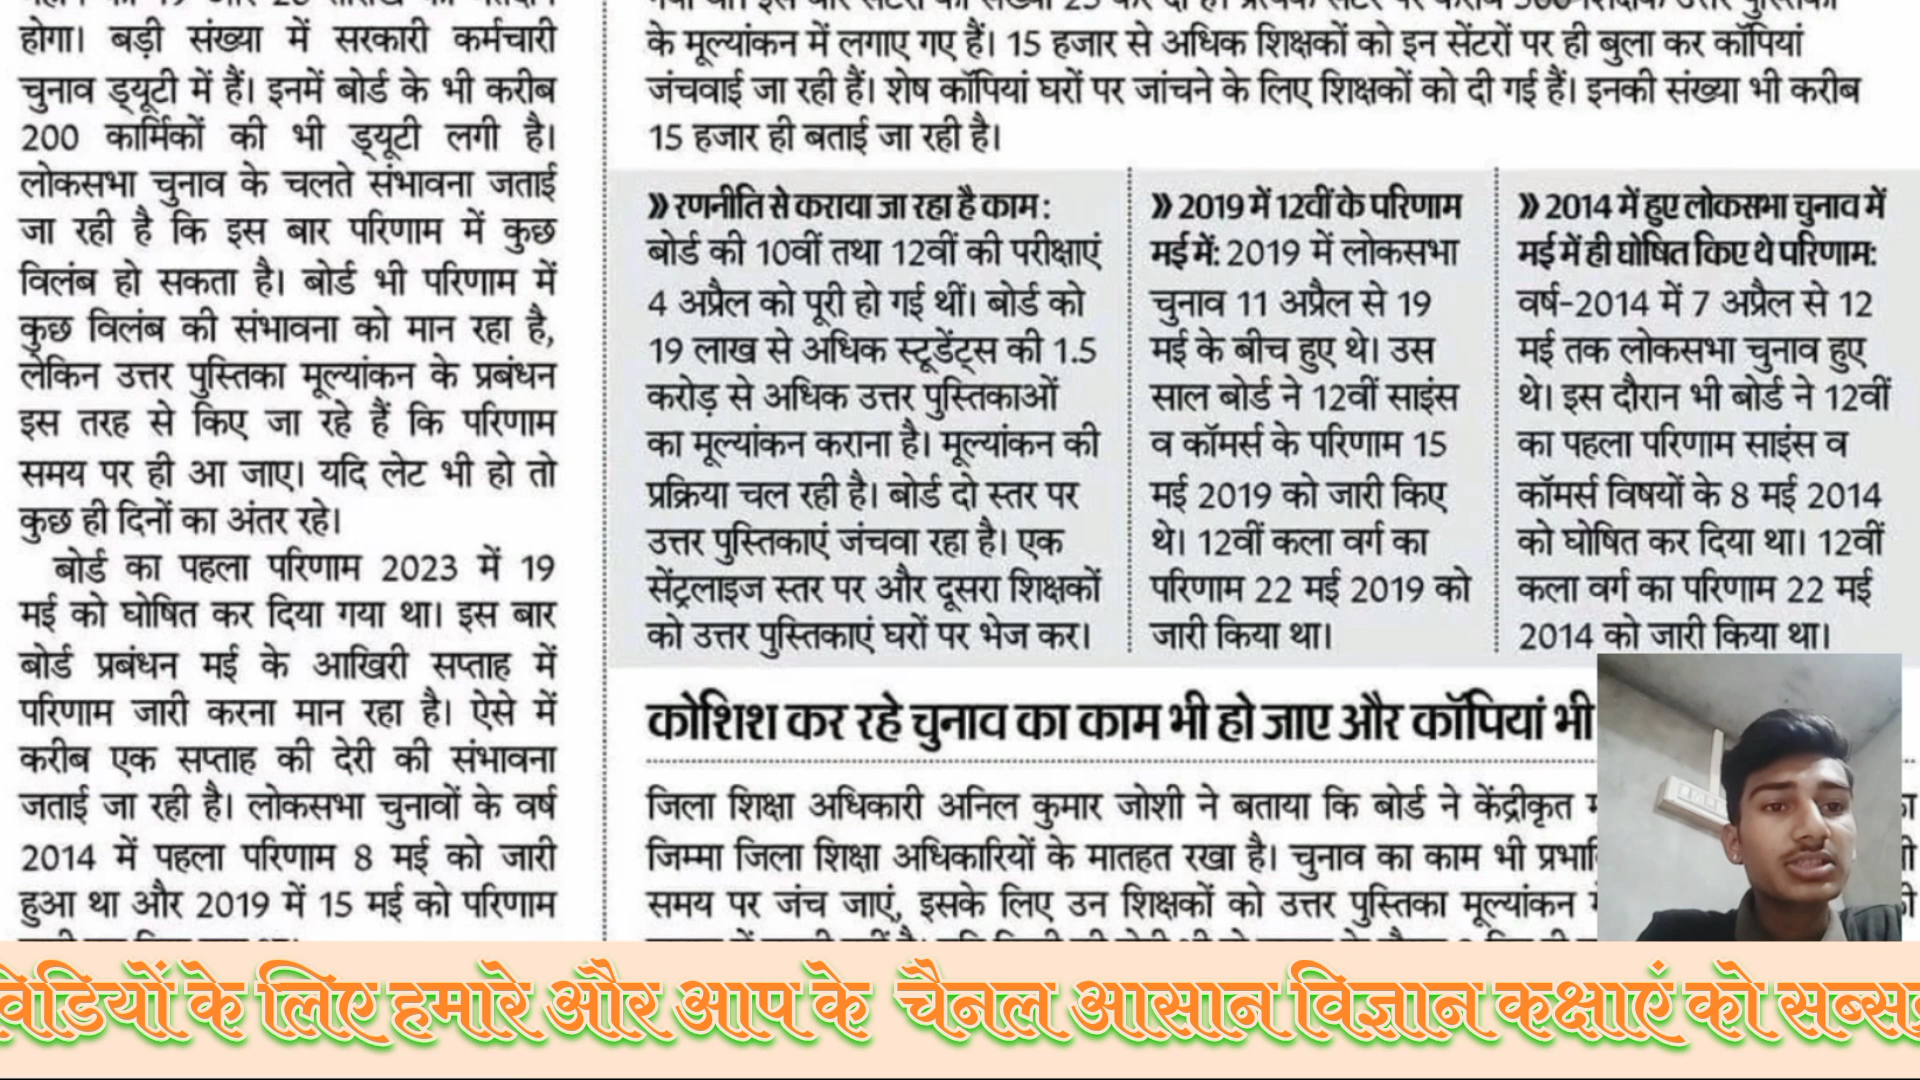 होगा। बड़ी संख्या में सरकारी कर्मचारी
चुनाव ड्यूटी में हैं। इनमें बोर्ड के भी करीब
200 कार्मिकों की भी ड्यूटी लगी है।
लोकसभा चुनाव के चलते संभावना जताई
जा रही है कि इस बार परिणाम में कुछ
विलंब हो सकता है। बोर्ड भी परिणाम में
कुछ विलंब की संभावना को मान रहा है,
लेकिन उत्तर पुस्तिका मूल्यांकन के प्रबंधन
इस तरह से किए जा रहे हैं कि परिणाम
समय पर ही आ जाए। यदि लेट भी हो तो
कुछ ही दिनों का अंतर रहे।
बोर्ड का पहला परिणाम 2023 में 19
मई को घोषित कर दिया गया था। इस बार
बोर्ड प्रबंधन मई के आखिरी सप्ताह में
परिणाम जारी करना मान रहा है। ऐसे में
करीब एक सप्ताह की देरी की संभावना
जताई जा रही है। लोकसभा चुनावों के वर्ष
2014 में पहला परिणाम 8 मई को जारी
हुआ था और 2019 में 15 मई को परिणाम
के मूल्यांकन में लगाए गए हैं। 15 हजार से अधिक शिक्षकों को इन सेंटरों पर ही बुला कर कॉपियां
जंचवाई जा रही हैं। शेष कॉपियां घरों पर जांचने के लिए शिक्षकों को दी गई हैं। इनकी संख्या भी करीब
15 हजार ही बताई जा रही है।
» रणनीति से कराया जा रहा है काम :
बोर्ड की 10वीं तथा 12वीं की परीक्षाएं
4 अप्रैल को पूरी हो गई थीं। बोर्ड को
19 लाख से अधिक स्टूडेंट्स की 1.5
करोड़ से अधिक उत्तर पुस्तिकाओं
का मूल्यांकन कराना है। मूल्यांकन की
प्रक्रिया चल रही है। बोर्ड दो स्तर पर
उत्तर पुस्तिकाएं जंचवा रहा है। एक
सेंट्रलाइज स्तर पर और दूसरा शिक्षकों
को उत्तर पुस्तिकाएं घरों पर भेज कर।
» 2019 में 12वीं के परिणाम
मई में: 2019 में लोकसभा
चुनाव 11 अप्रैल से 19
मई के बीच हुए थे। उस
साल बोर्ड ने 12वीं साइंस
व कॉमर्स के परिणाम 15
मई 2019 को जारी किए
थे। 12वीं कला वर्ग का
परिणाम 22 मई 2019 को
जारी किया था।
» 2014 में हुए लोकसभा चुनाव में
मई में ही घोषित किए थे परिणाम:
वर्ष-2014 में 7 अप्रैल से 12
मई तक लोकसभा चुनाव हुए
थे। इस दौरान भी बोर्ड ने 12वीं
का पहला परिणाम साइंस व
कॉमर्स विषयों के 8 मई 2014
को घोषित कर दिया था। 12वीं
कला वर्ग का परिणाम 22 मई
2014 को जारी किया था।
कोशिश कर रहे चुनाव का काम भी हो जाए और कॉपियां भी
जिला शिक्षा अधिकारी अनिल कुमार जोशी ने बताया कि बोर्ड ने केंद्रीकृत
जिम्मा जिला शिक्षा अधिकारियों के मातहत रखा है। चुनाव का काम भी
समय पर जंच जाएं, इसके लिए उन शिक्षकों को उत्तर पुस्तिका मूल्यांकन
विडियों के लिए हमारे और आप के चैनल आसान विज्ञान कक्षाएं को